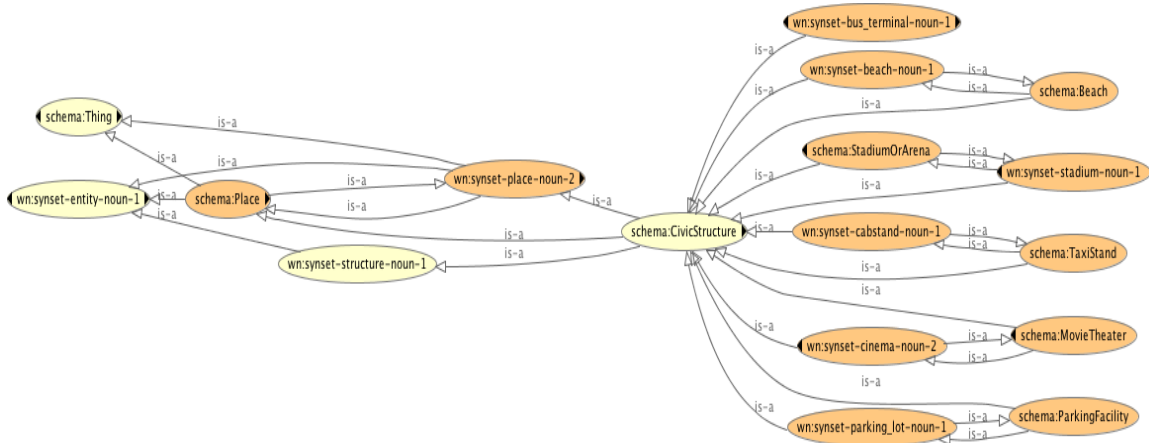 wn:synset-bus_terminal-noun-1
is-a
wn:synset-beach-noun-1
is-a
is-a
schema:Beach
is-a
is-a
schema:Thing
is-a
schema:StadiumOrArena
is-a
is-a
is-a
wn:synset-stadium-noun-1
is-a
is-a
wn:synset-place-noun-2
is-a
is-a
wn:synset-entity-noun-1
is-a
schema:Place
is-a
is-a
is-a
is-a
schema:CivicStructure
is-a
wn:synset-cabstand-noun-1
is-a
is-a
schema:TaxiStand
is-a
is-a
wn:synset-structure-noun-1
is-a
is-a
wn:synset-cinema-noun-2
is-a
is-a
schema:MovieTheater
is-a
is-a
wn:synset-parking_lot-noun-1
is-a
is-a
schema:ParkingFacility